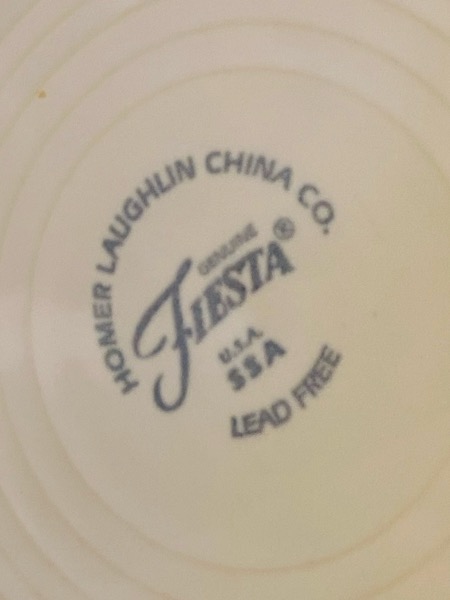 HOMER LAUGHLIN CHINA CO.
GENUINE
FIESTA®
U.S.A.
SSA
LEAD FREE